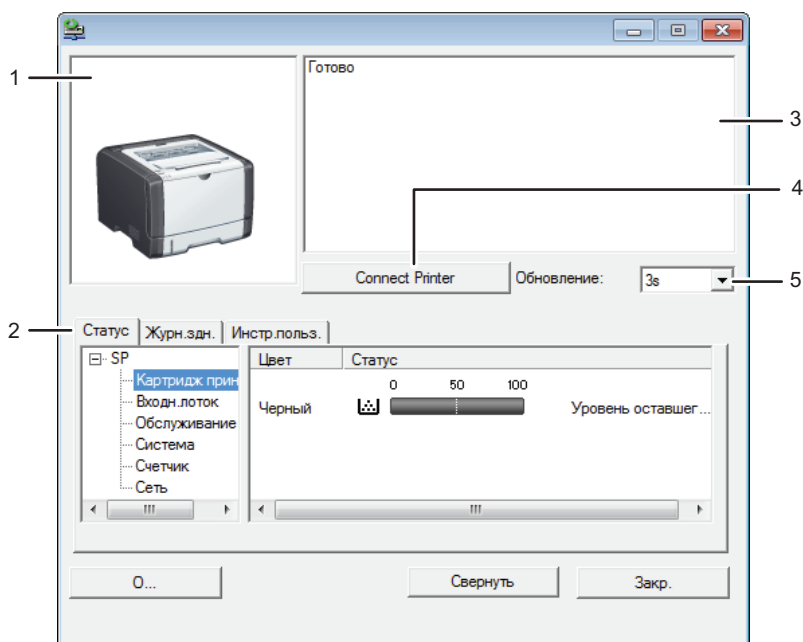 1
Готово
3
4
Connect Printer
Обновление:
3s
5
2
Статус
Журн.здн.
Инстр.польз.
SP
Картридж прин
Входн.лоток
Обслуживание
Система
Счетчик
Сеть
Цвет
Статус
0 50 100
Черный
Уровень оставшег...
О...
Свернуть
Закр.